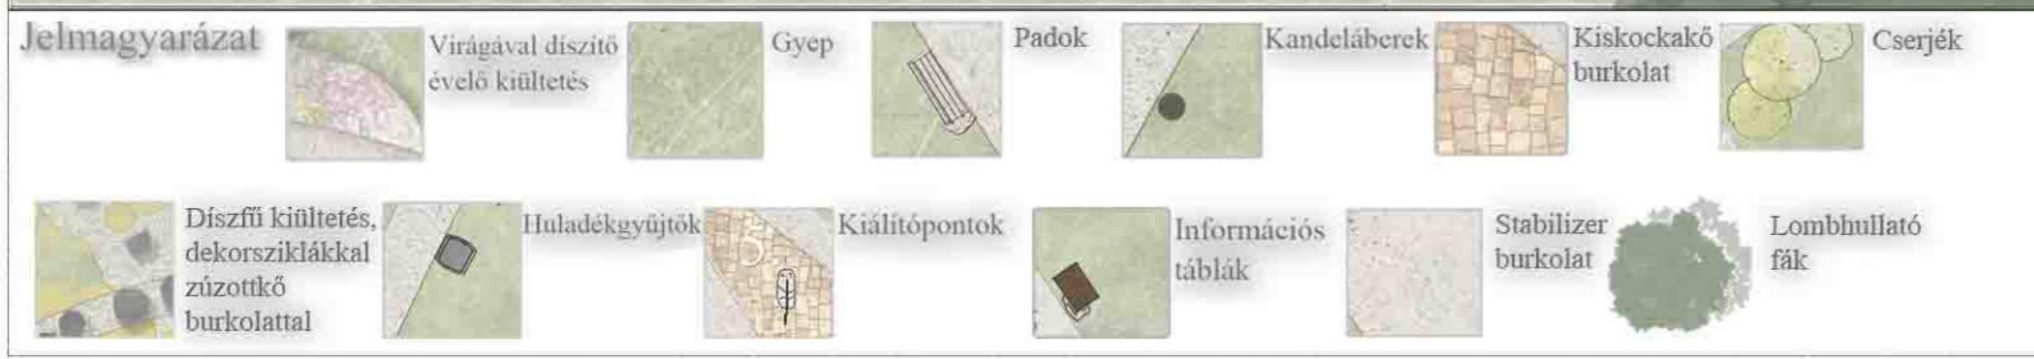 Jelmagyarázat
Virágával díszítő
évelő kiültetés
Gyep
Padok
Kandeláberek
Kiskockakő
burkolat
Cserjék
Díszfű kiültetés,
dekorsziklákkal
zúzottkő
burkolattal
Huladékgyűjtők
Kiálítópontok
Információs
táblák
Stabilizer
burkolat
Lombhullató
fák